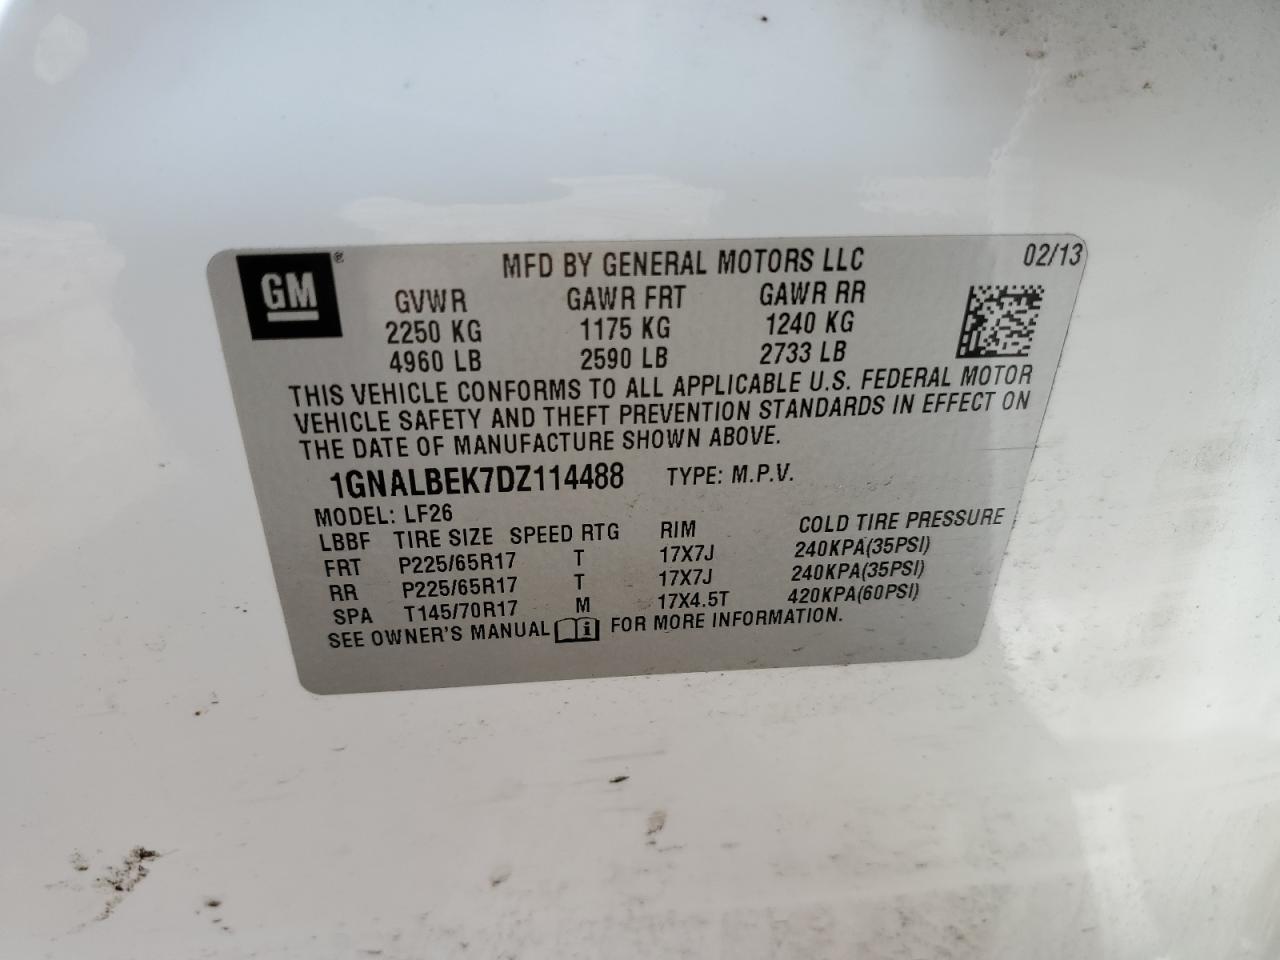 GM®
MFD BY GENERAL MOTORS LLC 02/13
GVWR GAWR FRT GAWR RR
2250 KG 1175 KG 1240 KG
4960 LB 2590 LB 2733 LB
THIS VEHICLE CONFORMS TO ALL APPLICABLE U.S. FEDERAL MOTOR
VEHICLE SAFETY AND THEFT PREVENTION STANDARDS IN EFFECT ON
THE DATE OF MANUFACTURE SHOWN ABOVE.
1GNALBEK7DZ114488 TYPE: M.P.V.
MODEL: LF26
LBBF TIRE SIZE SPEED RTG RIM COLD TIRE PRESSURE
FRT P225/65R17 T 17X7J 240KPA(35PSI)
RR P225/65R17 T 17X7J 240KPA(35PSI)
SPA T145/70R17 M 17X4.5T 420KPA(60PSI)
SEE OWNER'S MANUAL i FOR MORE INFORMATION.